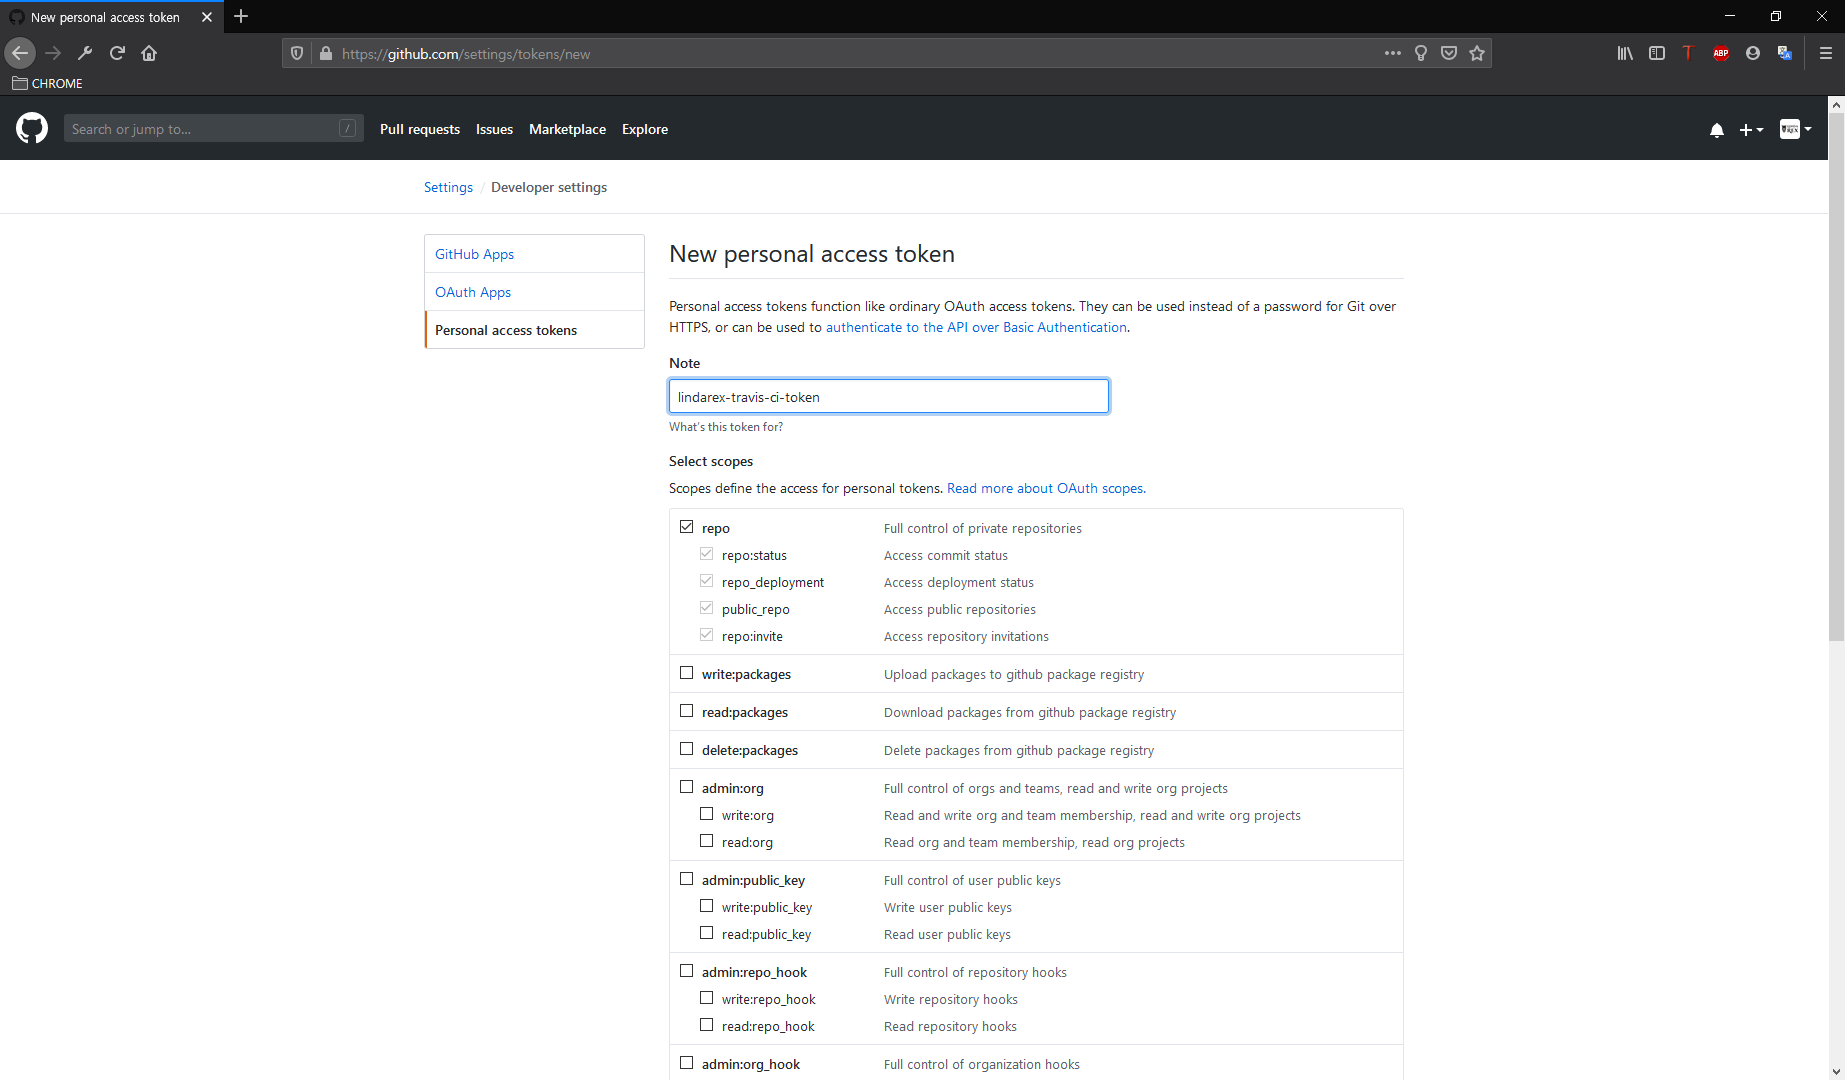 New personal access token
https://github.com/settings/tokens/new
ABP
CHROME
Search or jump to... /
Pull requests Issues Marketplace Explore
Settings / Developer settings
GitHub Apps
OAuth Apps
Personal access tokens
New personal access token
Personal access tokens function like ordinary OAuth access tokens. They can be used instead of a password for Git over
HTTPS, or can be used to authenticate to the API over Basic Authentication.
Note
lindarex-travis-ci-token
What's this token for?
Select scopes
Scopes define the access for personal tokens. Read more about OAuth scopes.
repo Full control of private repositories
repo:status Access commit status
repo_deployment Access deployment status
public_repo Access public repositories
repo:invite Access repository invitations
write:packages Upload packages to github package registry
read:packages Download packages from github package registry
delete:packages Delete packages from github package registry
admin:org Full control of orgs and teams, read and write org projects
write:org Read and write org and team membership, read and write org projects
read:org Read org and team membership, read org projects
admin:public_key Full control of user public keys
write:public_key Write user public keys
read:public_key Read user public keys
admin:repo_hook Full control of repository hooks
write:repo_hook Write repository hooks
read:repo_hook Read repository hooks
admin:org_hook Full control of organization hooks